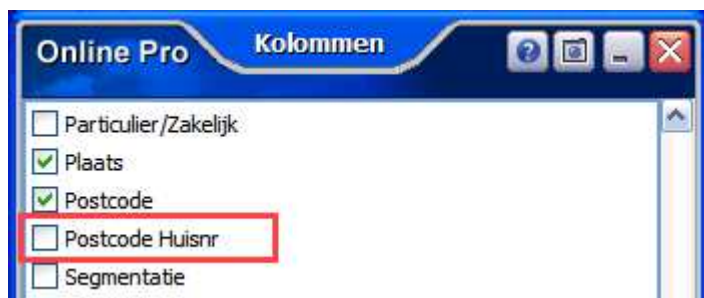 Online Pro Kolommen
Particulier/Zakelijk
Plaats
Postcode
Postcode Huisnr
Segmentatie